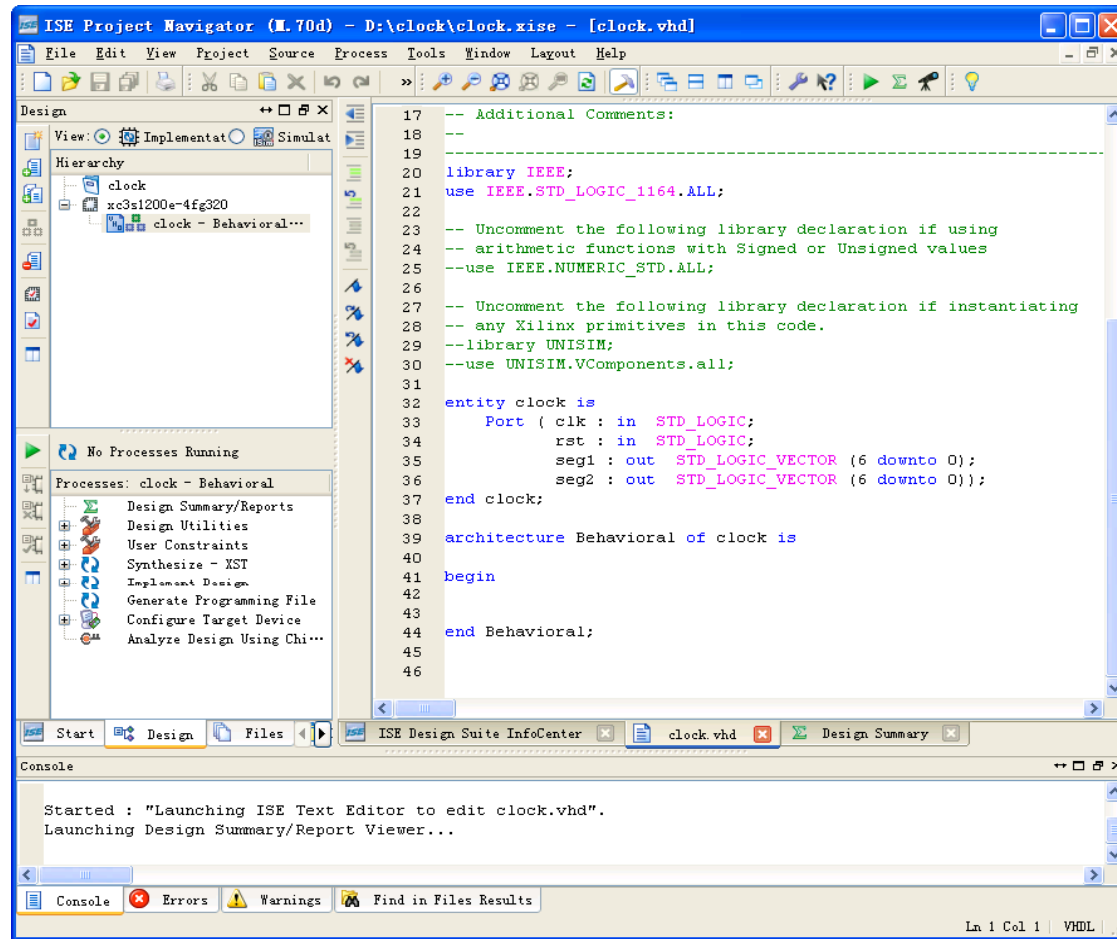 ISE Project Navigator (M.70d) - D:\clock\clock.xise - [clock.vhd]
File Edit View Project Source Process Tools Window Layout Help
Design
View: Implementat Simulat
Hierarchy
clock
xc3s1200e-4fg320
clock - Behavioral...
No Processes Running
Processes: clock - Behavioral
Design Summary/Reports
Design Utilities
User Constraints
Synthesize - XST
Implement Design
Generate Programming File
Configure Target Device
Analyze Design Using Chi...
Start Design Files
17 -- Additional Comments:
18 --
19 ----------------------------------------------------------------------------------
20 library IEEE;
21 use IEEE.STD_LOGIC_1164.ALL;
22
23 -- Uncomment the following library declaration if using
24 -- arithmetic functions with Signed or Unsigned values
25 --use IEEE.NUMERIC_STD.ALL;
26
27 -- Uncomment the following library declaration if instantiating
28 -- any Xilinx primitives in this code.
29 --library UNISIM;
30 --use UNISIM.VComponents.all;
31
32 entity clock is
33 Port ( clk : in STD_LOGIC;
34 rst : in STD_LOGIC;
35 seg1 : out STD_LOGIC_VECTOR (6 downto 0);
36 seg2 : out STD_LOGIC_VECTOR (6 downto 0));
37 end clock;
38
39 architecture Behavioral of clock is
40
41 begin
42
43
44 end Behavioral;
45
46
ISE Design Suite InfoCenter clock.vhd Design Summary
Console
Started : "Launching ISE Text Editor to edit clock.vhd".
Launching Design Summary/Report Viewer...
Console Errors Warnings Find in Files Results
Ln 1 Col 1 VHDL